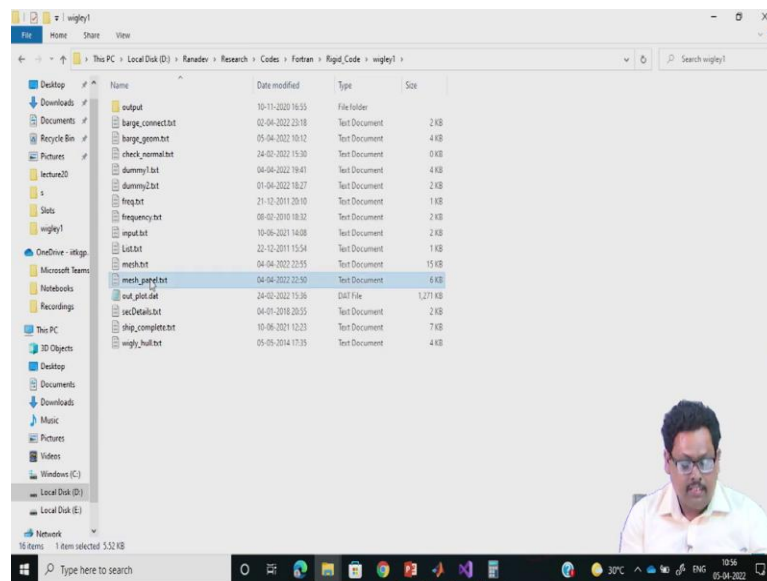 wigley1
File Home Share View
This PC > Local Disk (D:) > Ranadev > Research > Codes > Fortran > Rigid_Code > wigley1 >
Search wigley1
Name Date modified Type Size
output 10-11-2020 16:55 File folder
barge_connect.txt 02-04-2022 23:18 Text Document 2 KB
barge_geom.txt 05-04-2022 10:12 Text Document 4 KB
check_normal.txt 24-02-2022 15:30 Text Document 0 KB
dummy1.txt 04-04-2022 19:41 Text Document 4 KB
dummy2.txt 01-04-2022 18:27 Text Document 2 KB
freq.txt 21-12-2011 20:10 Text Document 1 KB
frequency.txt 08-02-2010 18:32 Text Document 2 KB
input.txt 10-06-2021 14:08 Text Document 2 KB
List.txt 22-12-2011 15:54 Text Document 1 KB
mesh.txt 04-04-2022 22:55 Text Document 15 KB
mesh_panel.txt 04-04-2022 22:50 Text Document 6 KB
out_plot.dat 24-02-2022 15:36 DAT File 1,271 KB
secDetails.txt 04-01-2018 20:55 Text Document 2 KB
ship_complete.txt 10-06-2021 12:23 Text Document 7 KB
wigly_hull.txt 05-05-2014 17:35 Text Document 4 KB
Desktop
Downloads
Documents
Recycle Bin
Pictures
lecture20
s
Slots
wigley1
OneDrive - iitkgp.
Microsoft Teams
Notebooks
Recordings
This PC
3D Objects
Desktop
Documents
Downloads
Music
Pictures
Videos
Windows (C:)
Local Disk (D:)
Local Disk (E:)
Network
16 items 1 item selected 5.52 KB
Type here to search
30°C ENG 10:56
05-04-2022